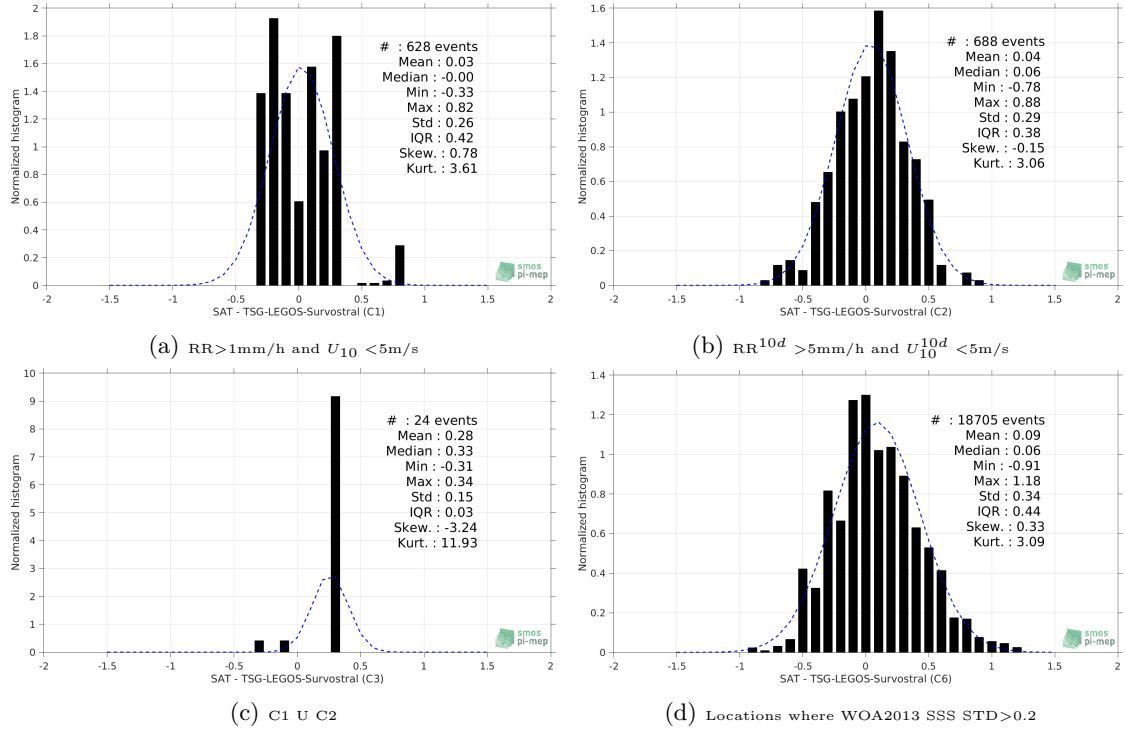 2
1.8
1.6
1.4
1.2
1
0.8
0.6
0.4
0.2
0
Normalized histogram
# : 628 events
Mean : 0.03
Median : -0.00
Min : -0.33
Max : 0.82
Std : 0.26
IQR : 0.42
Skew. : 0.78
Kurt. : 3.61
smos
pi-mep
-2 -1.5 -1 -0.5 0 0.5 1 1.5 2
SAT - TSG-LEGOS-Survostral (C1)
(a) RR>1mm/h and U10 <5m/s
1.6
1.4
1.2
1
0.8
0.6
0.4
0.2
0
Normalized histogram
# : 688 events
Mean : 0.04
Median : 0.06
Min : -0.78
Max : 0.88
Std : 0.29
IQR : 0.38
Skew. : -0.15
Kurt. : 3.06
smos
pi-mep
-2 -1.5 -1 -0.5 0 0.5 1 1.5 2
SAT - TSG-LEGOS-Survostral (C2)
(b) RR^10d >5mm/h and U10^10d <5m/s
10
9
8
7
6
5
4
3
2
1
0
Normalized histogram
# : 24 events
Mean : 0.28
Median : 0.33
Min : -0.31
Max : 0.34
Std : 0.15
IQR : 0.03
Skew. : -3.24
Kurt. : 11.93
smos
pi-mep
-2 -1.5 -1 -0.5 0 0.5 1 1.5 2
SAT - TSG-LEGOS-Survostral (C3)
(c) C1 U C2
1.4
1.2
1
0.8
0.6
0.4
0.2
0
Normalized histogram
# : 18705 events
Mean : 0.09
Median : 0.06
Min : -0.91
Max : 1.18
Std : 0.34
IQR : 0.44
Skew. : 0.33
Kurt. : 3.09
smos
pi-mep
-2 -1.5 -1 -0.5 0 0.5 1 1.5 2
SAT - TSG-LEGOS-Survostral (C6)
(d) Locations where WOA2013 SSS STD>0.2